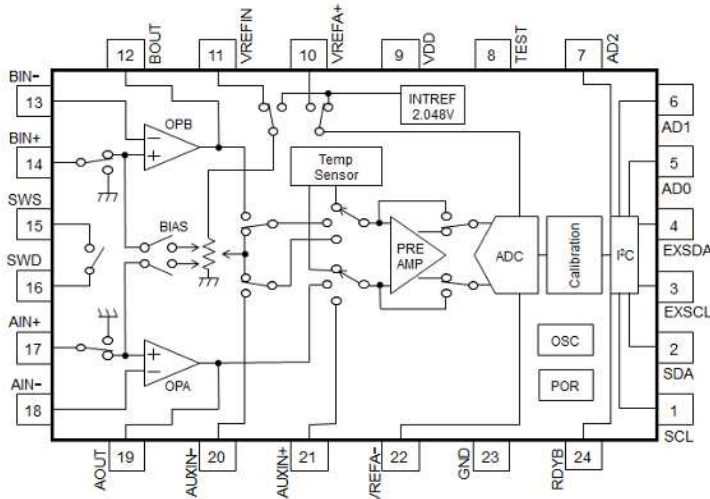 BOUT
VREFIN
VREFA+
VDD
TEST
AD2
12
11
10
9
8
7
BIN−
13
BIN+
14
SWS
15
SWD
16
AIN+
17
AIN−
18
OPB
−
+
BIAS
+
−
OPA
INTREF
2.048V
Temp
Sensor
PRE
AMP
ADC
Calibration
I²C
OSC
POR
6
AD1
5
AD0
4
EXSDA
3
EXSCL
2
SDA
1
SCL
19
20
21
22
23
24
AOUT
AUXIN−
AUXIN+
/REFA−
GND
RDYB